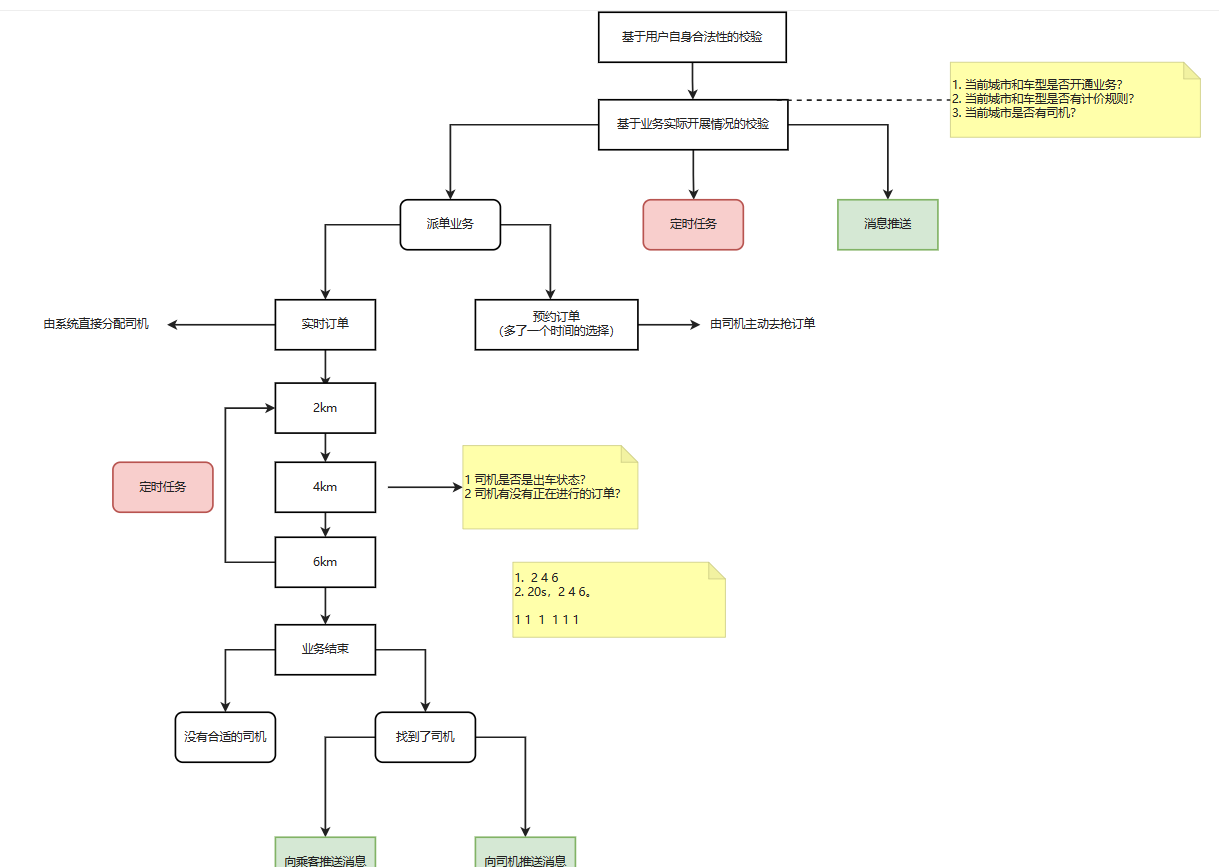 基于用户自身合法性的校验
1. 当前城市和车型是否开通业务?
2. 当前城市和车型是否有计价规则?
3. 当前城市是否有司机?
基于业务实际开展情况的校验
派单业务
定时任务
消息推送
由系统直接分配司机
实时订单
预约订单
（多了一个时间的选择）
由司机主动去抢订单
2km
定时任务
4km
1 司机是否是出车状态?
2 司机有没有正在进行的订单?
6km
1. 2 4 6
2. 20s，2 4 6。
1 1 1 1 1 1
业务结束
没有合适的司机
找到了司机
向乘客推送消息
向司机推送消息